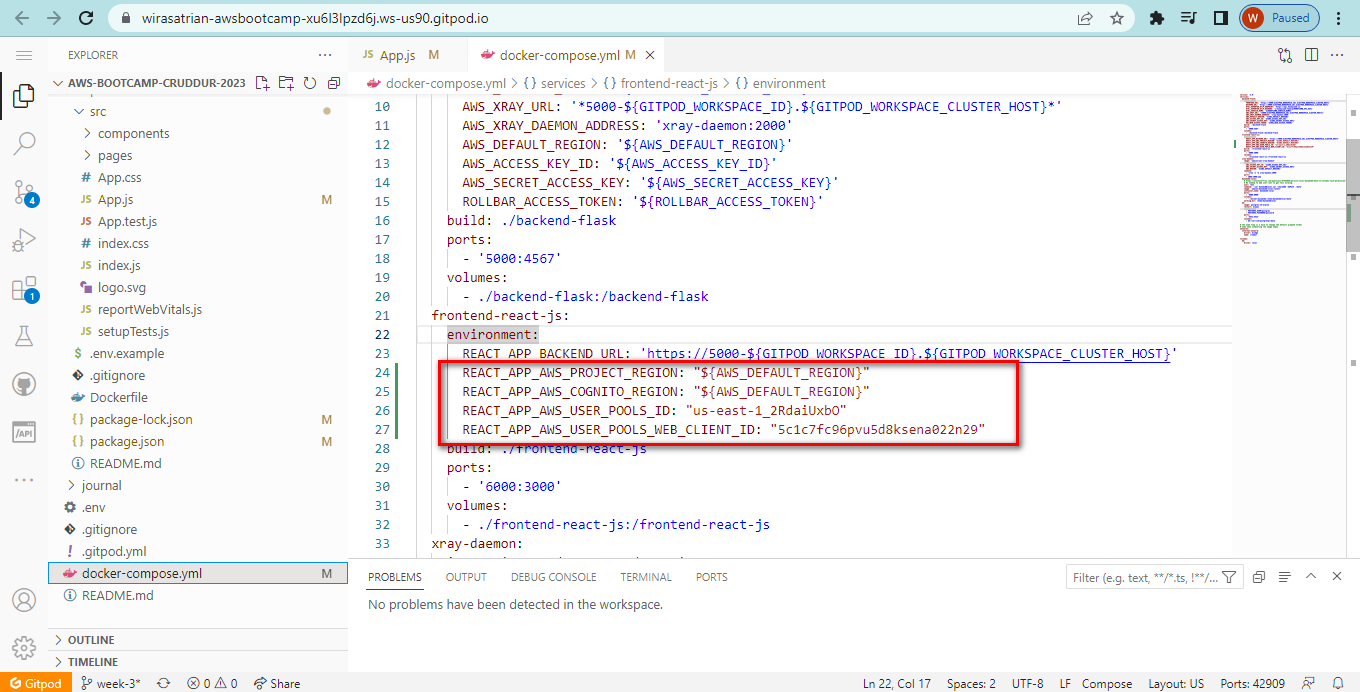 wirasatrian-awsbootcamp-xu6l3lpzd6j.ws-us90.gitpod.io
W Paused
EXPLORER
AWS-BOOTCAMP-CRUDDUR-2023
src
components
pages
# App.css
JS App.js M
JS App.test.js
# index.css
JS index.js
logo.svg
JS reportWebVitals.js
JS setupTests.js
$ .env.example
.gitignore
Dockerfile
{} package-lock.json M
{} package.json M
README.md
journal
.env
.gitignore
! .gitpod.yml
docker-compose.yml M
README.md
OUTLINE
TIMELINE
4
1
/API
JS App.js M
docker-compose.yml M
docker-compose.yml > {} services > {} frontend-react-js > {} environment
10 AWS_XRAY_URL: '*5000-${GITPOD_WORKSPACE_ID}.${GITPOD_WORKSPACE_CLUSTER_HOST}*'
11 AWS_XRAY_DAEMON_ADDRESS: 'xray-daemon:2000'
12 AWS_DEFAULT_REGION: '${AWS_DEFAULT_REGION}'
13 AWS_ACCESS_KEY_ID: '${AWS_ACCESS_KEY_ID}'
14 AWS_SECRET_ACCESS_KEY: '${AWS_SECRET_ACCESS_KEY}'
15 ROLLBAR_ACCESS_TOKEN: '${ROLLBAR_ACCESS_TOKEN}'
16 build: ./backend-flask
17 ports:
18 - '5000:4567'
19 volumes:
20 - ./backend-flask:/backend-flask
21 frontend-react-js:
22 environment:
23 REACT_APP_BACKEND_URL: 'https://5000-${GITPOD_WORKSPACE_ID}.${GITPOD_WORKSPACE_CLUSTER_HOST}'
24 REACT_APP_AWS_PROJECT_REGION: "${AWS_DEFAULT_REGION}"
25 REACT_APP_AWS_COGNITO_REGION: "${AWS_DEFAULT_REGION}"
26 REACT_APP_AWS_USER_POOLS_ID: "us-east-1_2RdaiUxbO"
27 REACT_APP_AWS_USER_POOLS_WEB_CLIENT_ID: "5c1c7fc96pvu5d8ksena022n29"
28 build: ./frontend-react-js
29 ports:
30 - '6000:3000'
31 volumes:
32 - ./frontend-react-js:/frontend-react-js
33 xray-daemon:
PROBLEMS OUTPUT DEBUG CONSOLE TERMINAL PORTS
Filter (e.g. text, **/*.ts, !**/...
No problems have been detected in the workspace.
Gitpod week-3* 0 0 Share Ln 22, Col 17 Spaces: 2 UTF-8 LF Compose Layout: US Ports: 42909